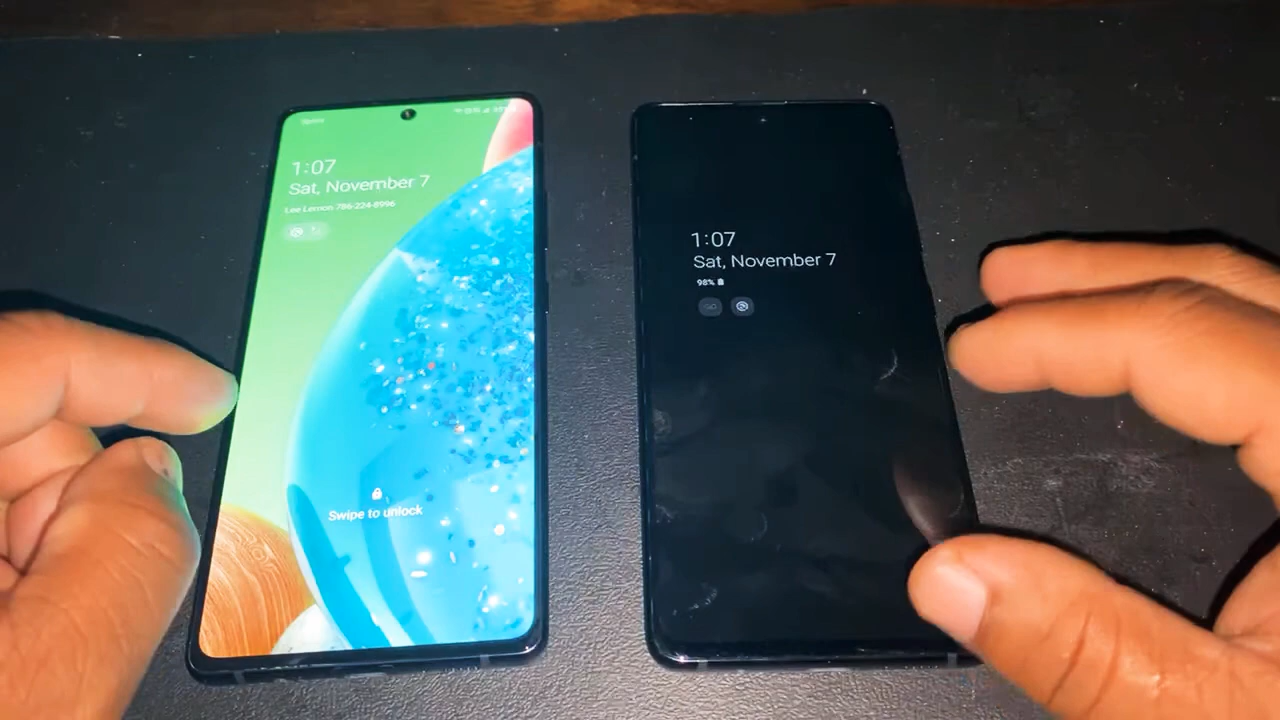 1:07
Sat, November 7
Lee Lemon 786-224-8996
Swipe to unlock
1:07
Sat, November 7
98%